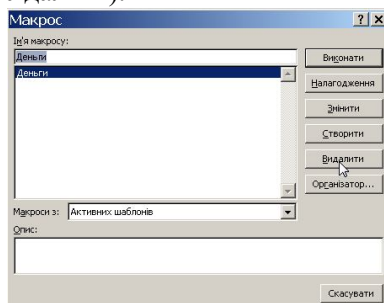 Макрос
Ім'я макросу:
Деньги
Деньги
Виконати
Налагодження
Змінити
Створити
Видалити
Організатор...
Макроси з: Активних шаблонів
Опис:
Скасувати